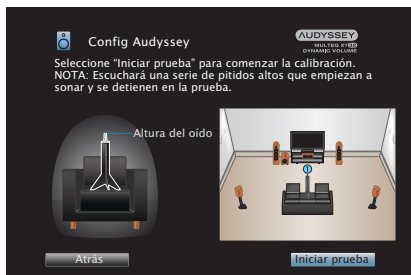 Config Audyssey
AUDYSSEY
MULTEQ XT32
DYNAMIC VOLUME
Seleccione “Iniciar prueba” para comenzar la calibración.
NOTA: Escuchará una serie de pitidos altos que empiezan a
sonar y se detienen en la prueba.
Altura del oído
Atrás
Iniciar prueba